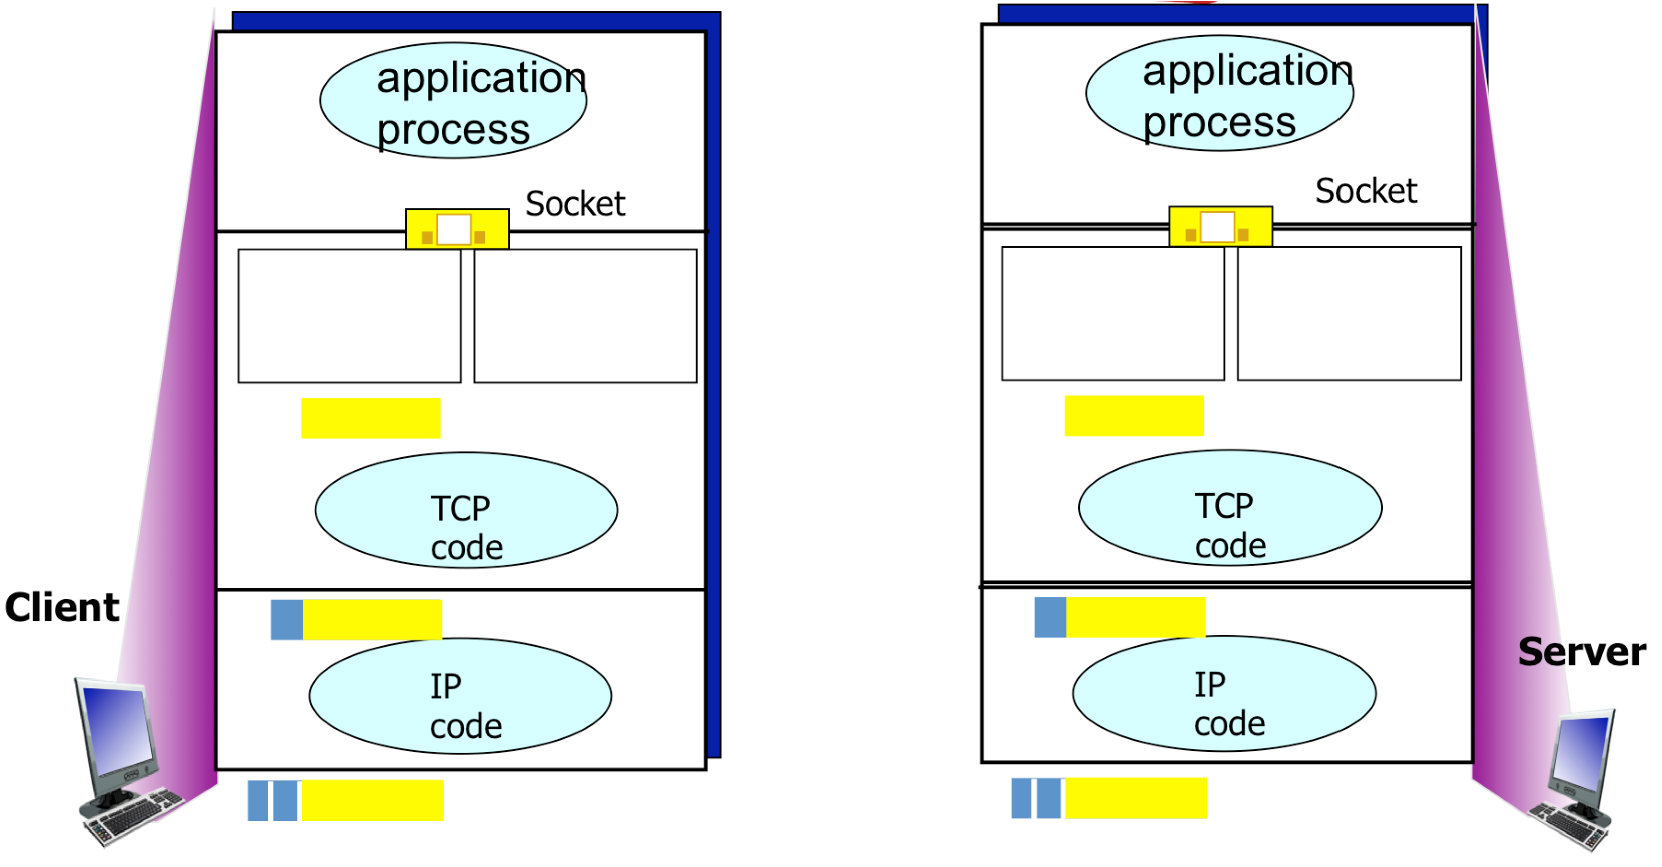 application
process
Socket
TCP
code
IP
code
Client
application
process
Socket
TCP
code
IP
code
Server